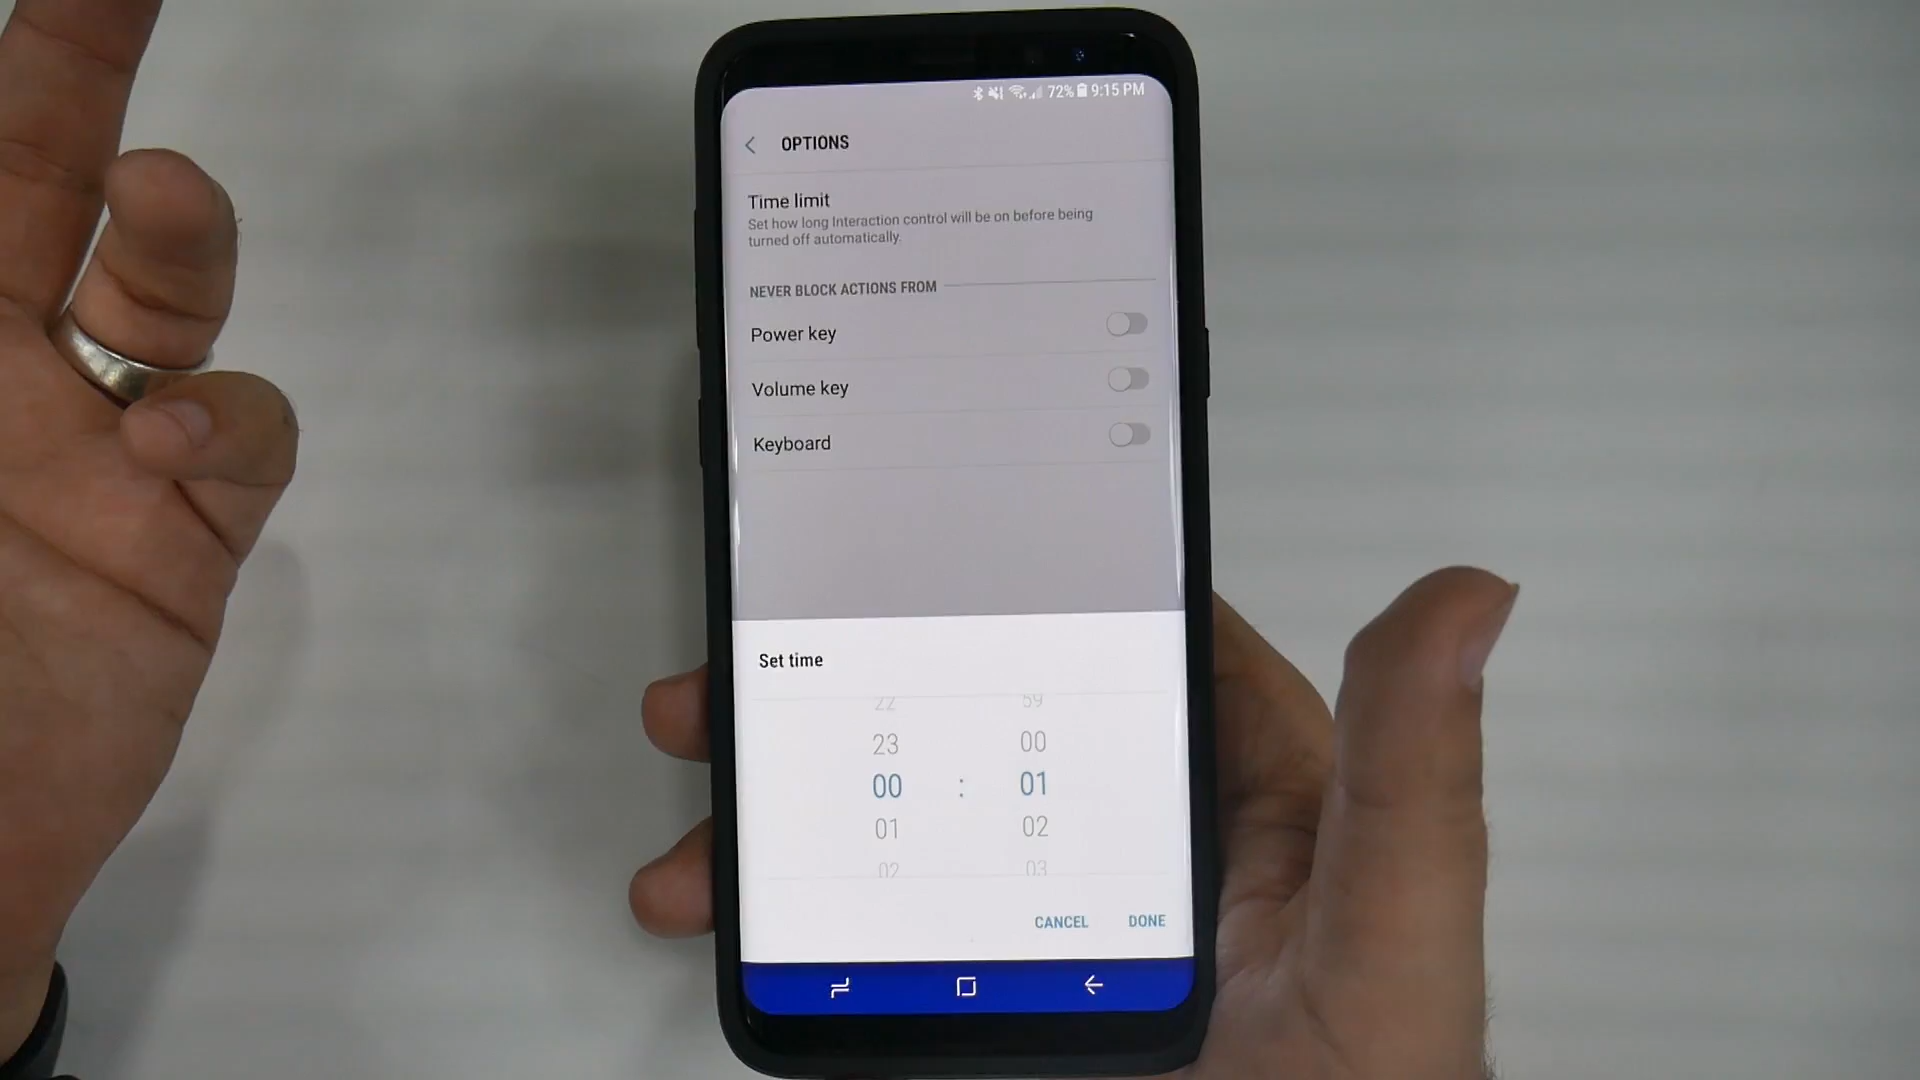 72% 9:15 PM
OPTIONS
Time limit
Set how long Interaction control will be on before being
turned off automatically.
NEVER BLOCK ACTIONS FROM
Power key
Volume key
Keyboard
Set time
22 59
23 00
00 : 01
01 02
02 03
CANCEL DONE